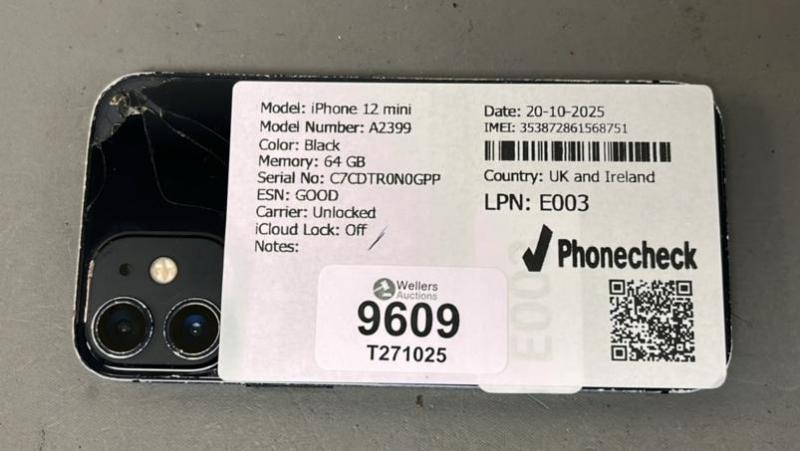 Model: iPhone 12 mini
Model Number: A2399
Color: Black
Memory: 64 GB
Serial No: C7CDTR0N0GPP
ESN: GOOD
Carrier: Unlocked
iCloud Lock: Off
Notes:
Date: 20-10-2025
IMEI: 353872861568751
Country: UK and Ireland
LPN: E003
Phonecheck
Wellers
Auctions
9609
T271025
E003